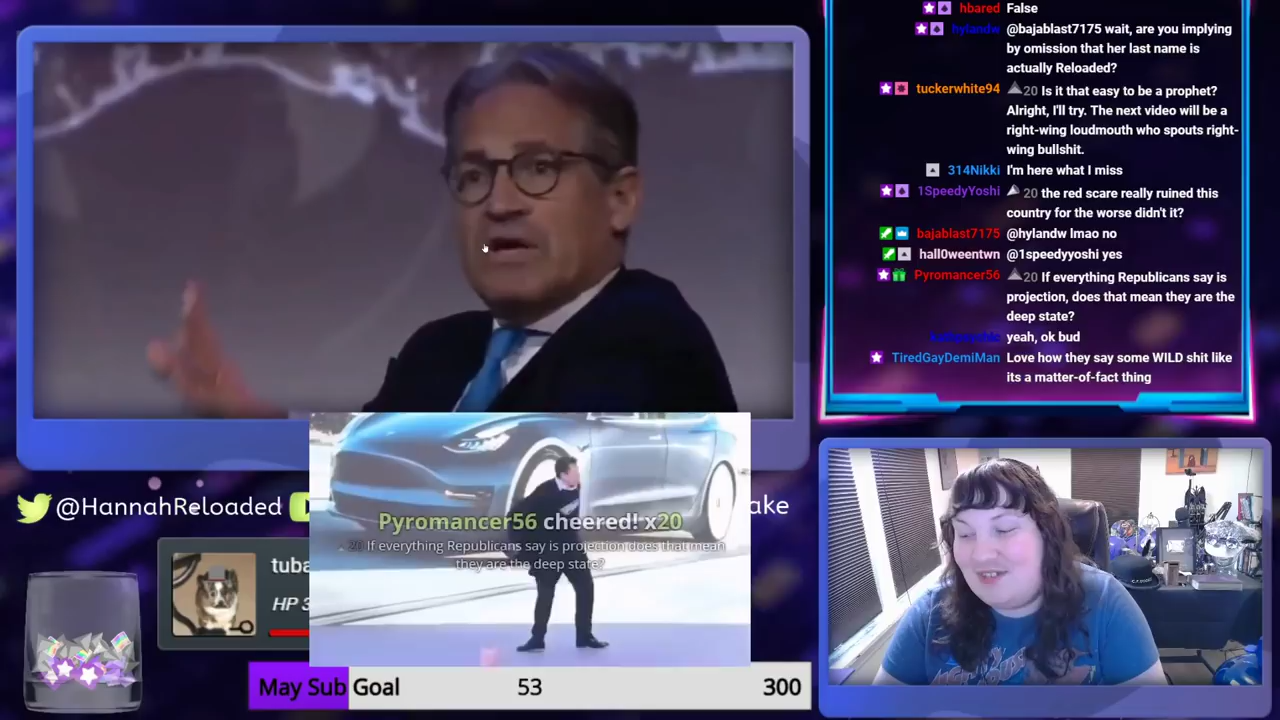 hbared False
hylandw @bajablast7175 wait, are you implying
by omission that her last name is
actually Reloaded?
tuckerwhite94 20 Is it that easy to be a prophet?
Alright, I'll try. The next video will be a
right-wing loudmouth who spouts right-
wing bullshit.
314Nikki I'm here what I miss
1SpeedyYoshi 20 the red scare really ruined this
country for the worse didn't it?
bajablast7175 @hylandw lmao no
hall0weentwn @1speedyyoshi yes
Pyromancer56 20 If everything Republicans say is
projection, does that mean they are the
deep state?
yeah, ok bud
TiredGayDemiMan Love how they say some WILD shit like
its a matter-of-fact thing
@HannahReloaded
ake
Pyromancer56 cheered! x20
20 If everything Republicans say is projection does that mean
they are the deep state?
tuba
HP 3
May Sub Goal 53 300